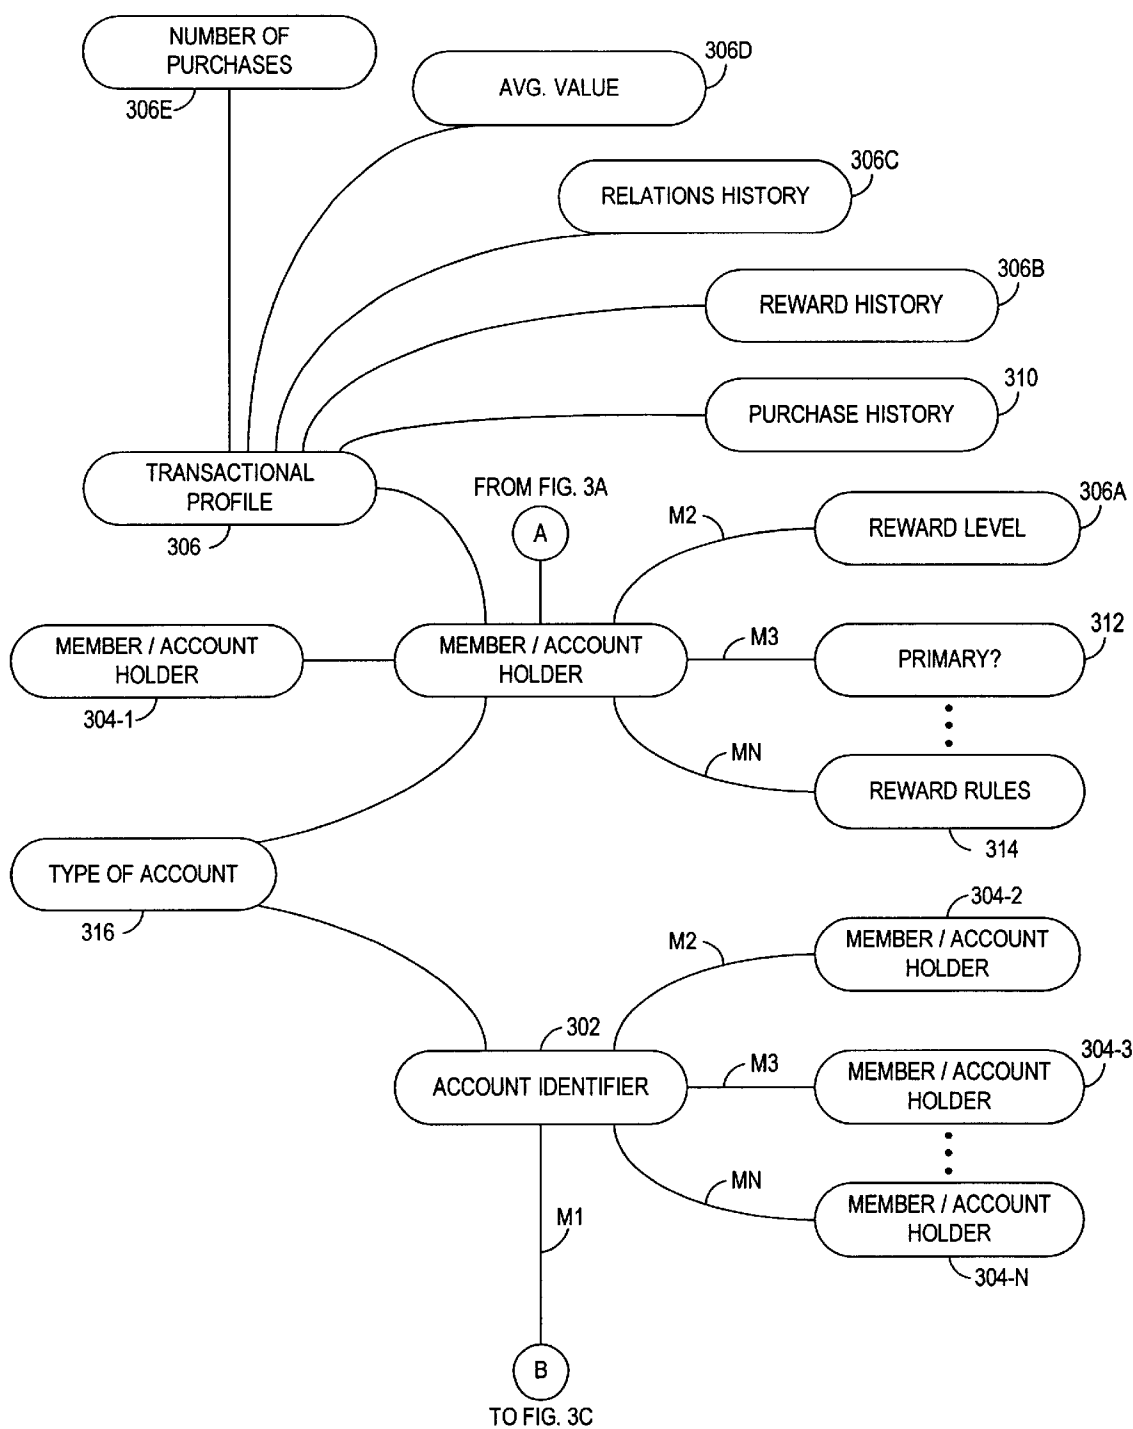 NUMBER OF
PURCHASES
306E
AVG. VALUE
306D
RELATIONS HISTORY
306C
REWARD HISTORY
306B
PURCHASE HISTORY
310
TRANSACTIONAL
PROFILE
306
FROM FIG. 3A
A
M2
REWARD LEVEL
306A
MEMBER / ACCOUNT
HOLDER
304-1
MEMBER / ACCOUNT
HOLDER
M3
PRIMARY?
312
MN
REWARD RULES
314
TYPE OF ACCOUNT
316
304-2
M2
MEMBER / ACCOUNT
HOLDER
302
ACCOUNT IDENTIFIER
M3
MEMBER / ACCOUNT
HOLDER
304-3
MN
MEMBER / ACCOUNT
HOLDER
304-N
M1
B
TO FIG. 3C